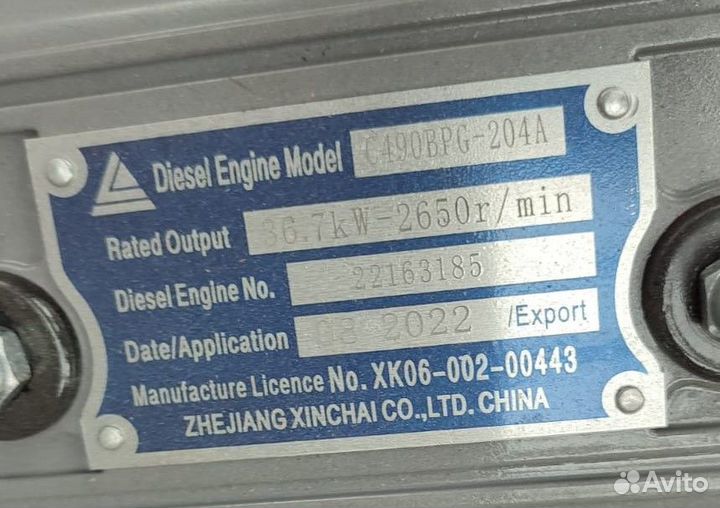 Diesel Engine Model C490BPG-204A
Rated Output 36.7kW-2650r/min
Diesel Engine No. 22163185
Date/Application 03 2022 /Export
Manufacture Licence No. XK06-002-00443
ZHEJIANG XINCHAI CO.,LTD. CHINA
Avito